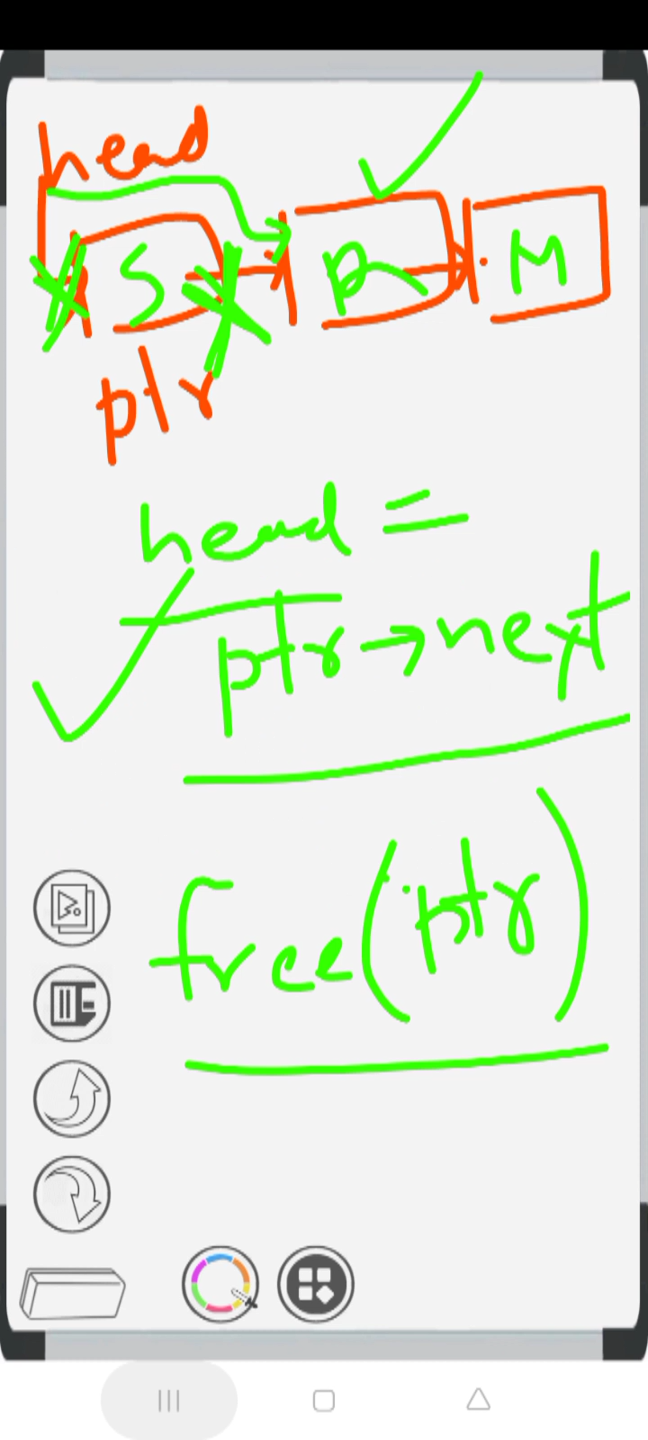 head
S R M
ptr
head =
ptr→next
free(ptr)